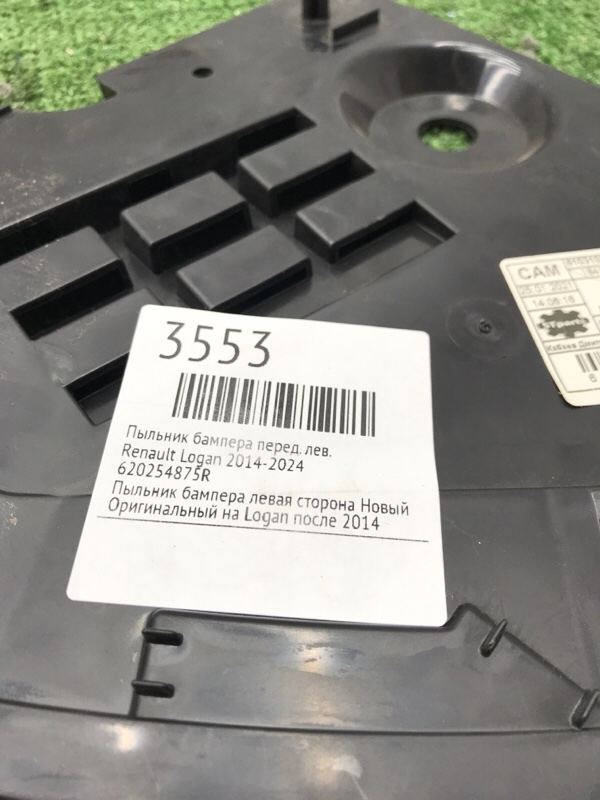 3553
Пыльник бампера перед. лев.
Renault Logan 2014-2024
620254875R
Пыльник бампера левая сторона Новый
Оригинальный на Logan после 2014
САМ
14:06:16